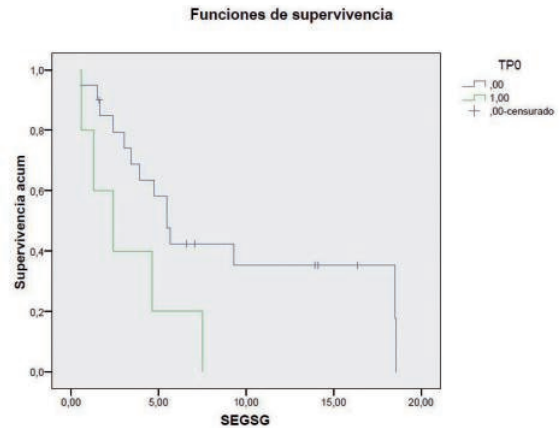 Funciones de supervivencia
TP0
,00
1,00
,00-censurado
Supervivencia acum
1,0
0,8
0,6
0,4
0,2
0,0
0,00
5,00
10,00
15,00
20,00
SEGSG